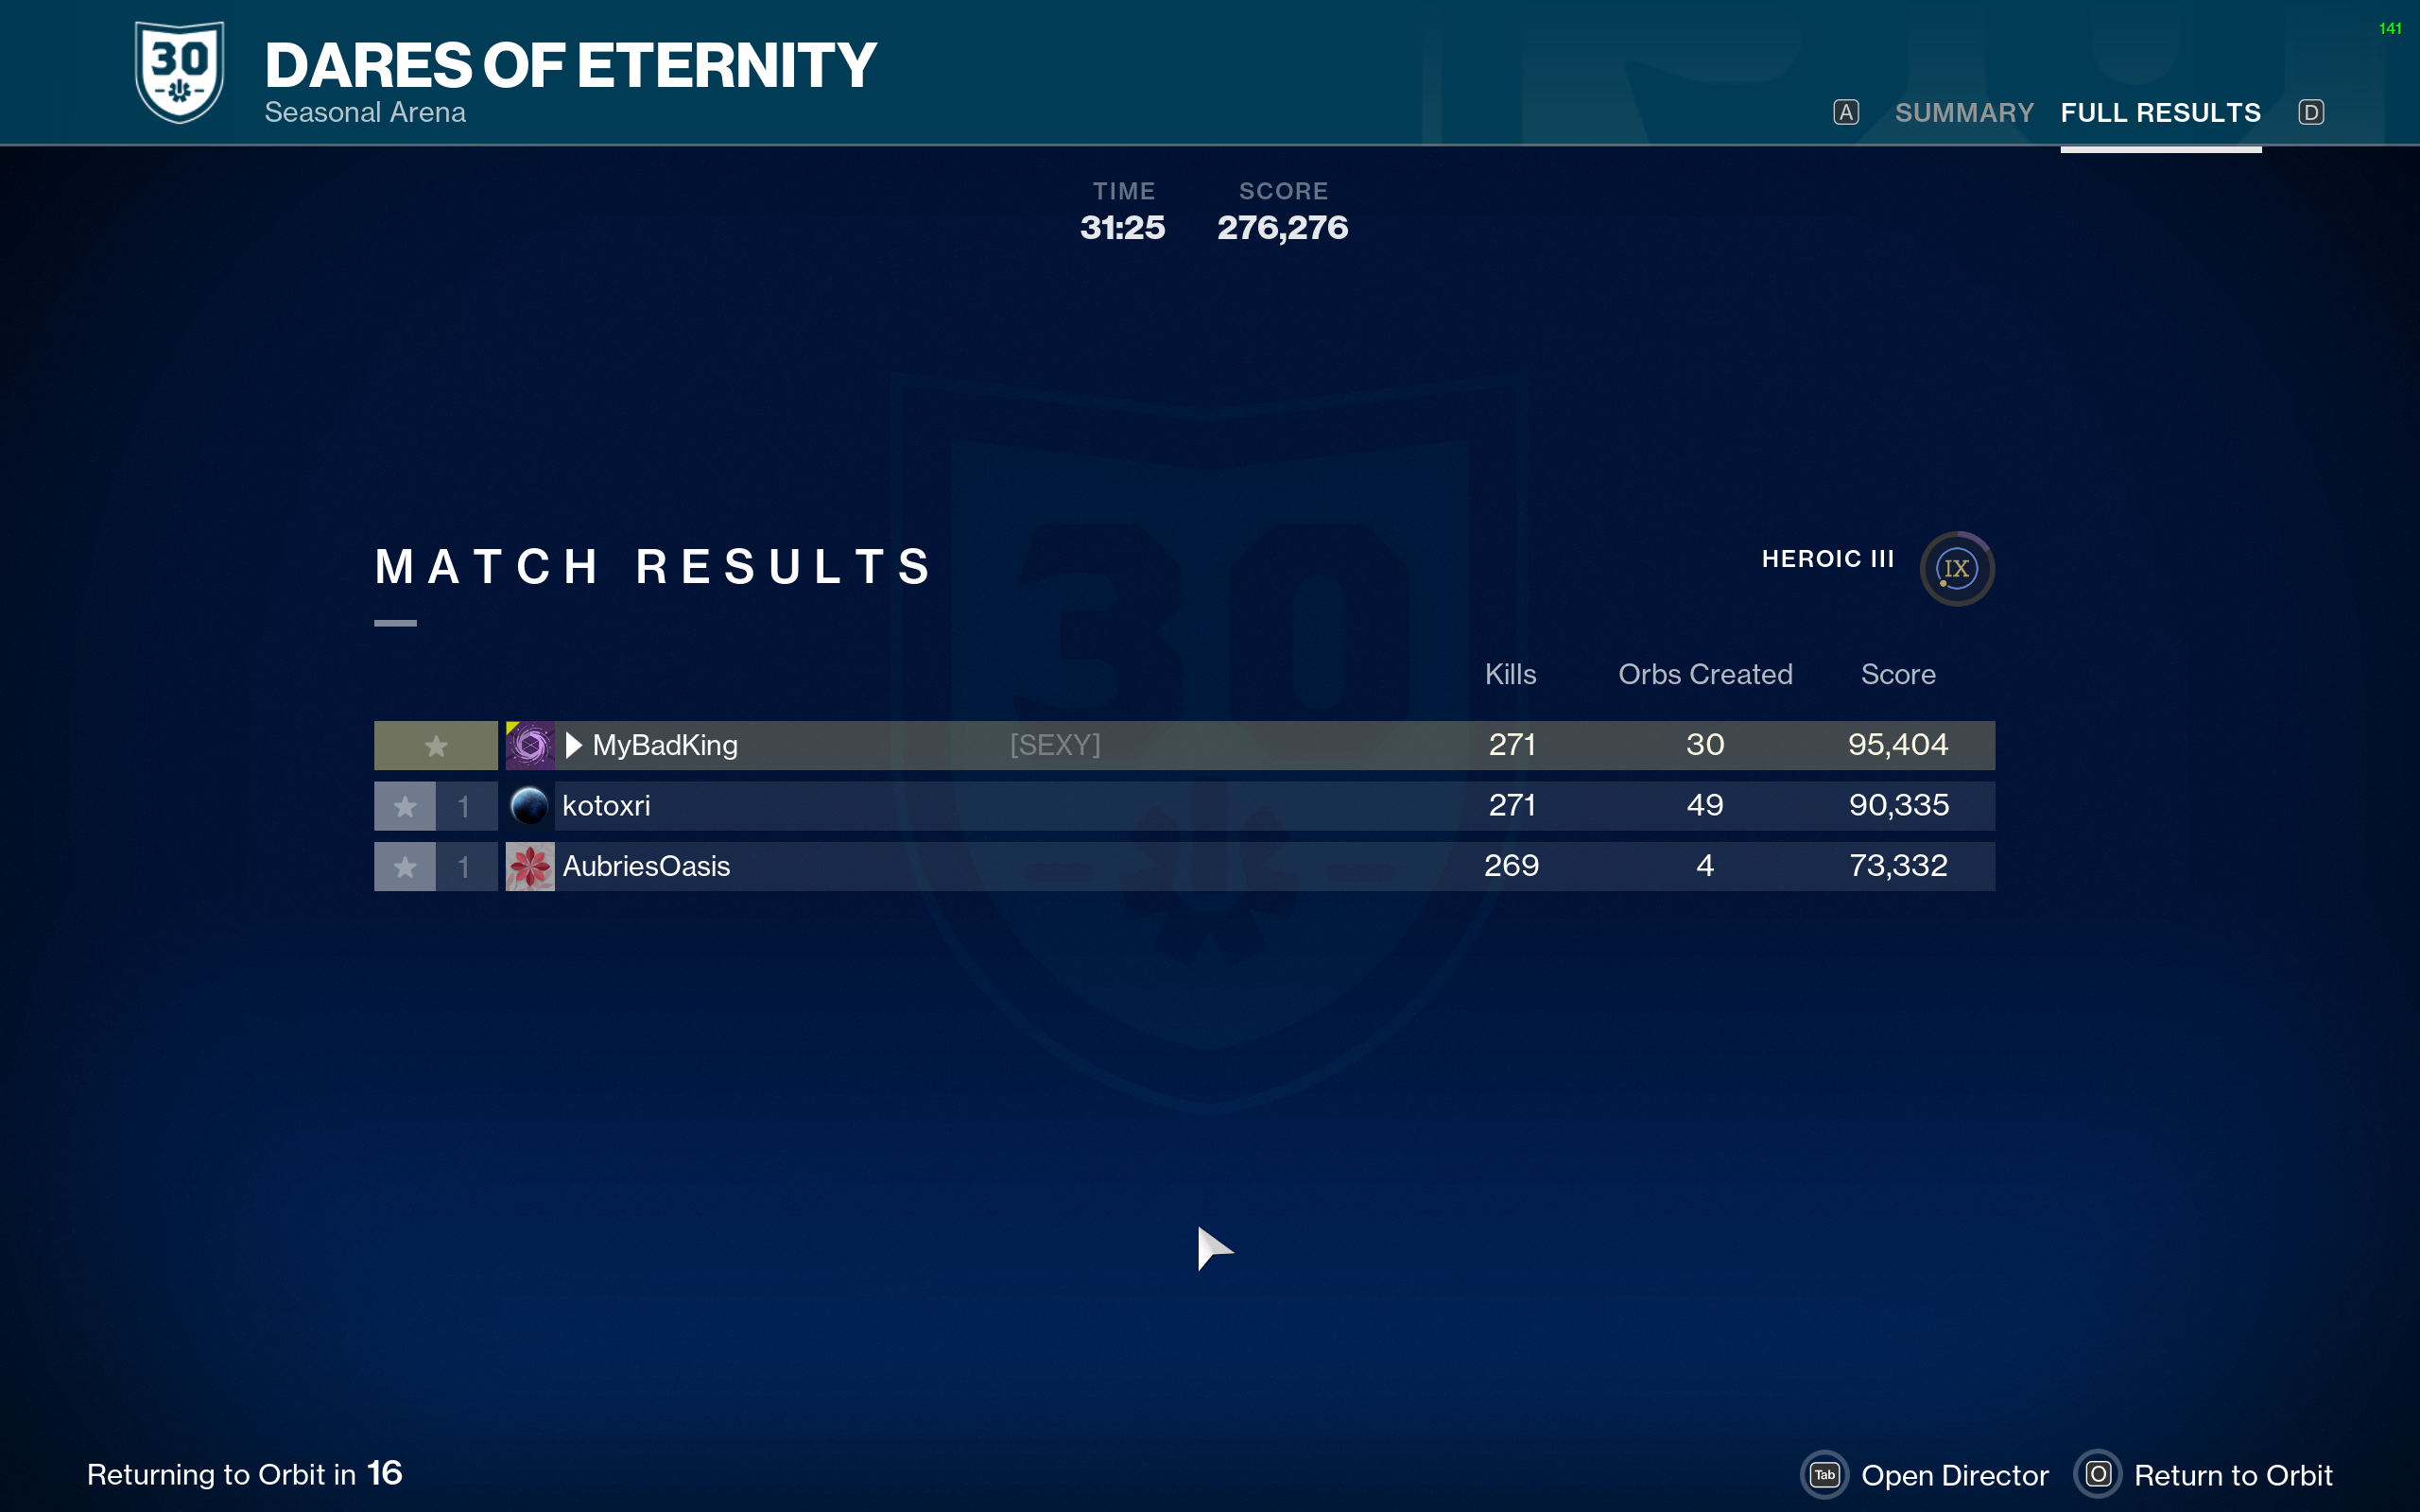 30
DARES OF ETERNITY
Seasonal Arena
141
A SUMMARY FULL RESULTS D
TIME SCORE
31:25 276,276
MATCH RESULTS
HEROIC III IX
Kills Orbs Created Score
MyBadKing [SEXY] 271 30 95,404
1 kotoxri 271 49 90,335
1 AubriesOasis 269 4 73,332
30
Returning to Orbit in 16
Tab Open Director O Return to Orbit